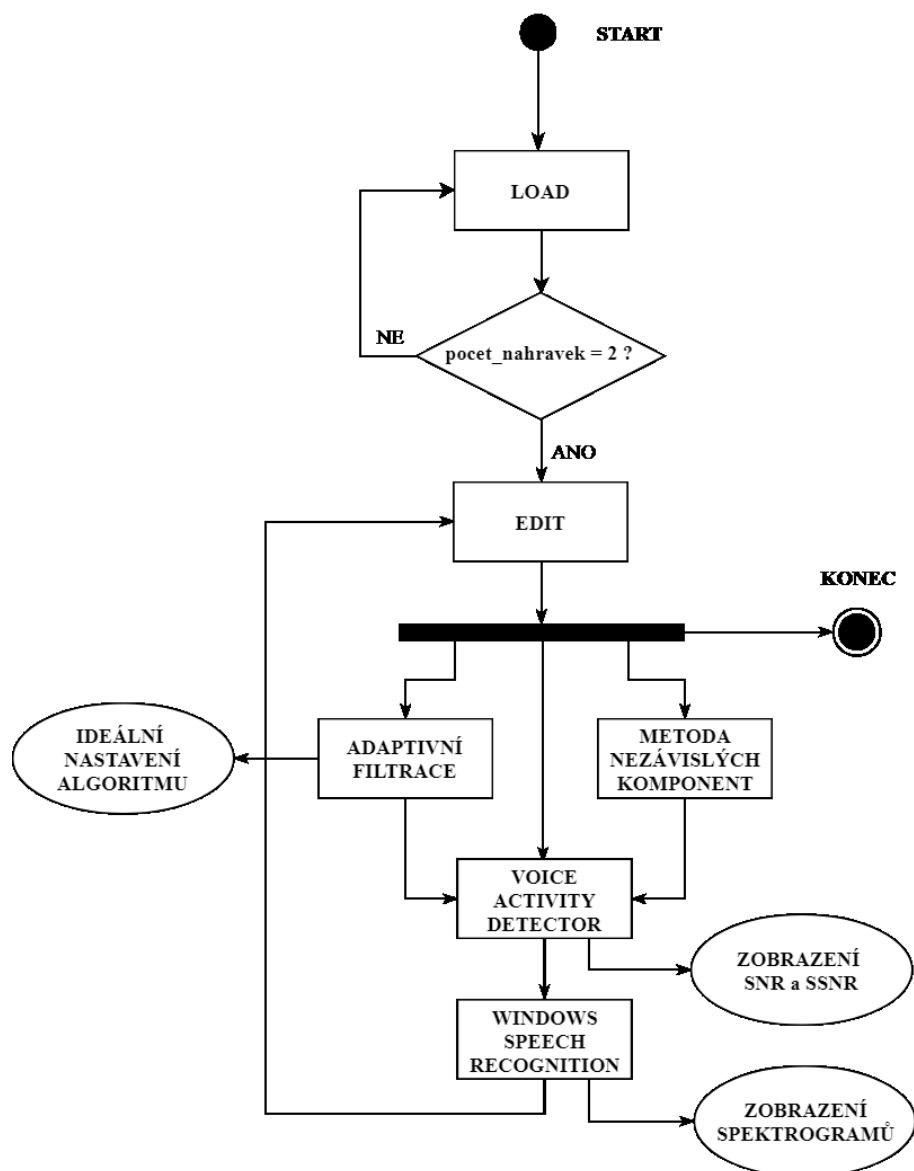 START
LOAD
NE
pocet_nahravek = 2 ?
ANO
EDIT
KONEC
IDEÁLNÍ
NASTAVENÍ
ALGORITMU
ADAPTIVNÍ
FILTRACE
METODA
NEZÁVISLÝCH
KOMPONENT
VOICE
ACTIVITY
DETECTOR
ZOBRAZENÍ
SNR a SSNR
WINDOWS
SPEECH
RECOGNITION
ZOBRAZENÍ
SPEKTROGRAMŮ